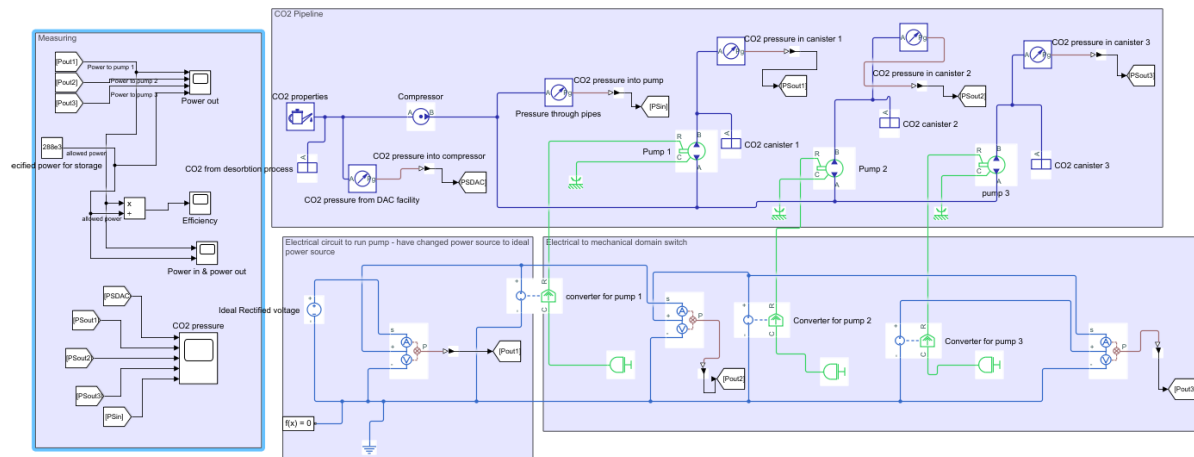 Measuring
[Pout1]
Power to pump 1
[Pout2]
Power to pump 2
[Pout3]
Power to pump 3
Power out
288e3
allowed power
ecified power for storage
allowed power
x
÷
Efficiency
Power in & power out
[PSDAC]
[PSout1]
[PSout2]
[PSout3]
[PSin]
CO2 pressure
CO2 Pipeline
CO2 properties
Compressor
A
B
CO2 from desorbtion process
A
A
Pg
CO2 pressure into compressor
[PSDAC]
CO2 pressure from DAC facility
A
Pg
CO2 pressure into pump
[PSin]
Pressure through pipes
A
Pg
CO2 pressure in canister 1
[PSout1]
Pump 1
R
C
B
A
A
CO2 canister 1
A
Pg
CO2 pressure in canister 2
[PSout2]
A
CO2 canister 2
R
C
B
A
Pump 2
A
Pg
CO2 pressure in canister 3
[PSout3]
R
C
B
A
pump 3
A
CO2 canister 3
Electrical circuit to run pump - have changed power source to ideal
power source
Ideal Rectified voltage
+
-
s
+
-
A
V
P
[Pout1]
f(x) = 0
Electrical to mechanical domain switch
+
-
R
C
converter for pump 1
s
+
-
A
V
P
[Pout2]
+
-
R
C
Converter for pump 2
+
-
R
C
Converter for pump 3
s
+
-
A
V
P
[Pout3